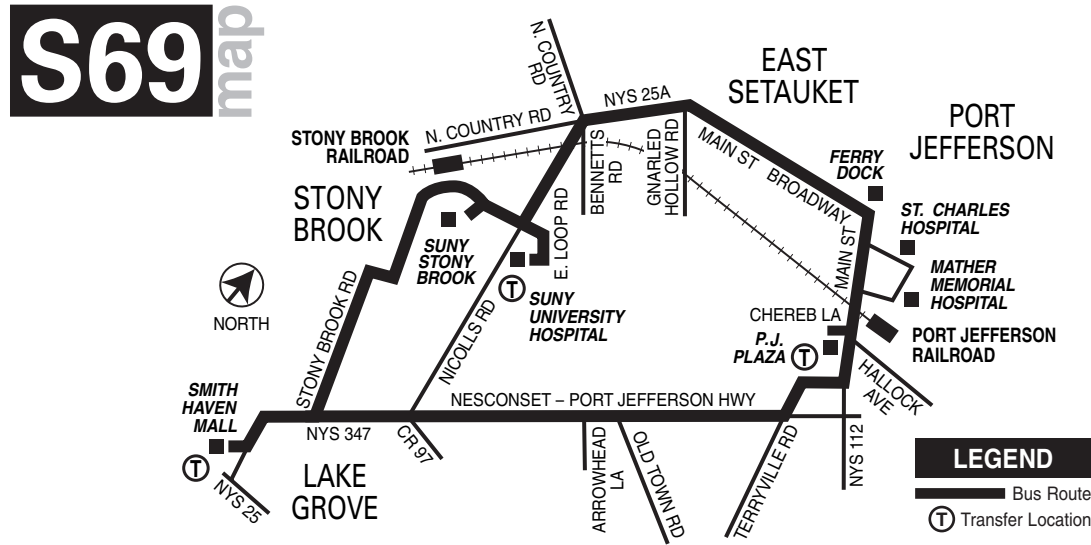 S69
map
N. COUNTRY
RD
NYS 25A
EAST
SETAUKET
PORT
JEFFERSON
N. COUNTRY RD
STONY BROOK
RAILROAD
BENNETTS
RD
GNARLED
HOLLOW RD
MAIN ST
BROADWAY
FERRY
DOCK
ST. CHARLES
HOSPITAL
STONY
BROOK
SUNY
STONY
BROOK
E. LOOP RD
T
SUNY
UNIVERSITY
HOSPITAL
MAIN ST
MATHER
MEMORIAL
HOSPITAL
NORTH
STONY BROOK RD
NICOLLS RD
CHEREB LA
P.J.
PLAZA
T
PORT JEFFERSON
RAILROAD
HALLOCK
AVE
SMITH
HAVEN
MALL
T
NYS 25
NYS 347
NESCONSET – PORT JEFFERSON HWY
CR 97
LAKE
GROVE
ARROWHEAD
LA
OLD TOWN RD
TERRYVILLE RD
NYS 112
LEGEND
Bus Route
T Transfer Location